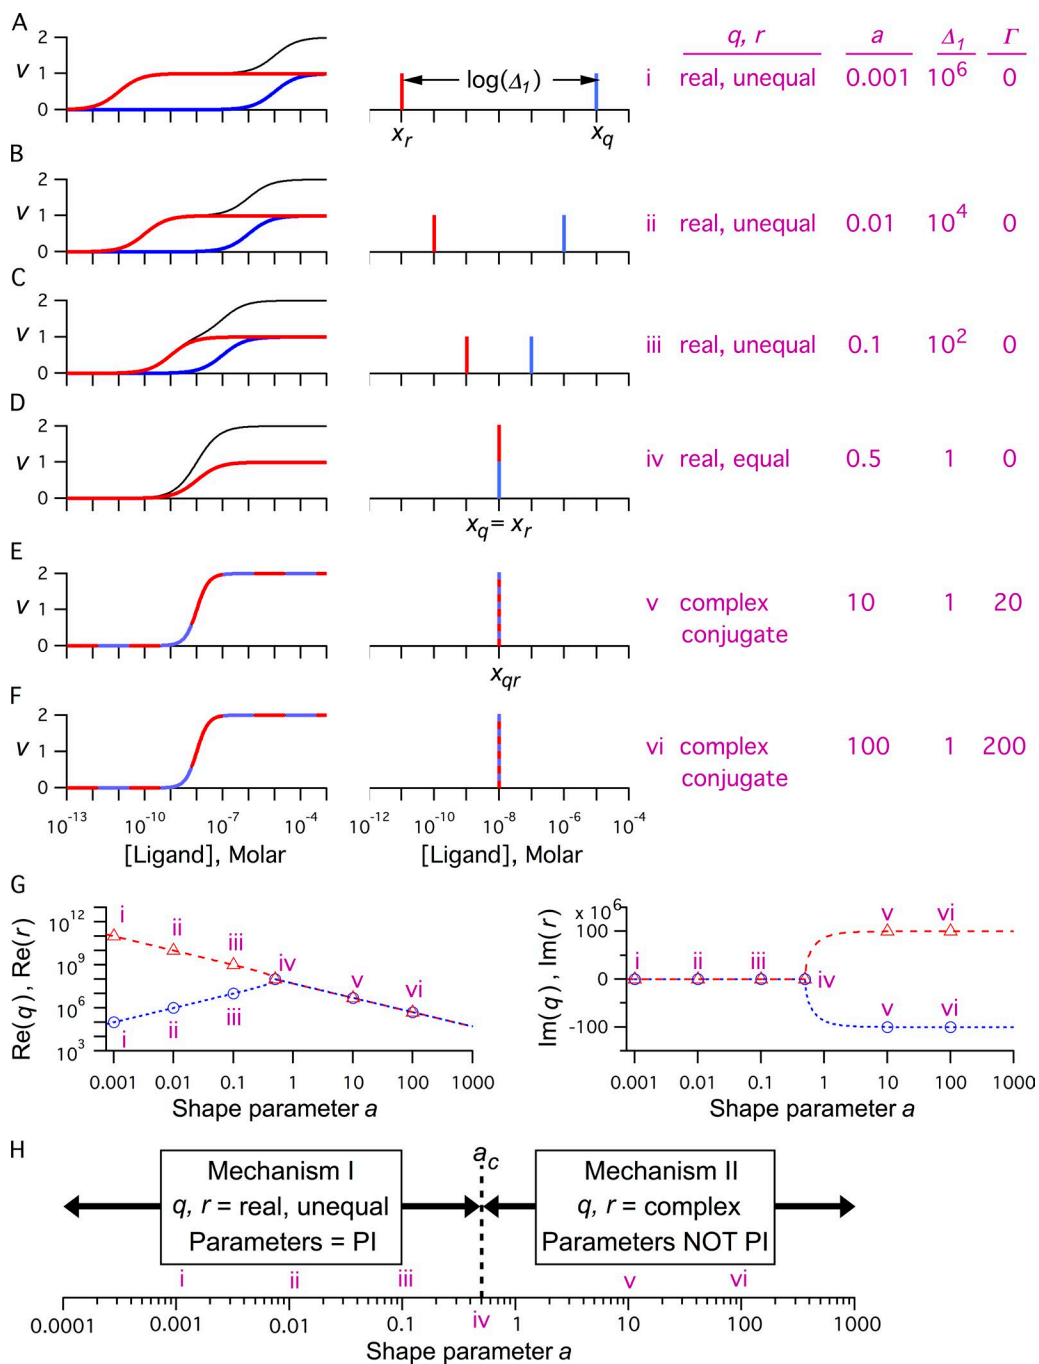 A
q, r a Δ1 Γ
2
ν 1
0
log(Δ1)
xr xq
i real, unequal 0.001 10^6 0
B
2
ν 1
0
ii real, unequal 0.01 10^4 0
C
2
ν 1
0
iii real, unequal 0.1 10^2 0
D
2
ν 1
0
xq = xr
iv real, equal 0.5 1 0
E
2
ν 1
0
xqr
v complex 10 1 20
conjugate
F
2
ν 1
0
vi complex 100 1 200
conjugate
10^-13 10^-10 10^-7 10^-4
[Ligand], Molar
10^-12 10^-10 10^-8 10^-6 10^-4
[Ligand], Molar
G
Re(q), Re(r)
10^12
10^9
10^6
10^3
i ii iii iv v vi
i ii iii
0.001 0.01 0.1 1 10 100 1000
Shape parameter a
Im(q), Im(r)
x 10^6
100
0
-100
i ii iii iv v vi
v vi
0.001 0.01 0.1 1 10 100 1000
Shape parameter a
H
ac
Mechanism I
q, r = real, unequal
Parameters = PI
Mechanism II
q, r = complex
Parameters NOT PI
i ii iii iv v vi
0.0001 0.001 0.01 0.1 1 10 100 1000
Shape parameter a